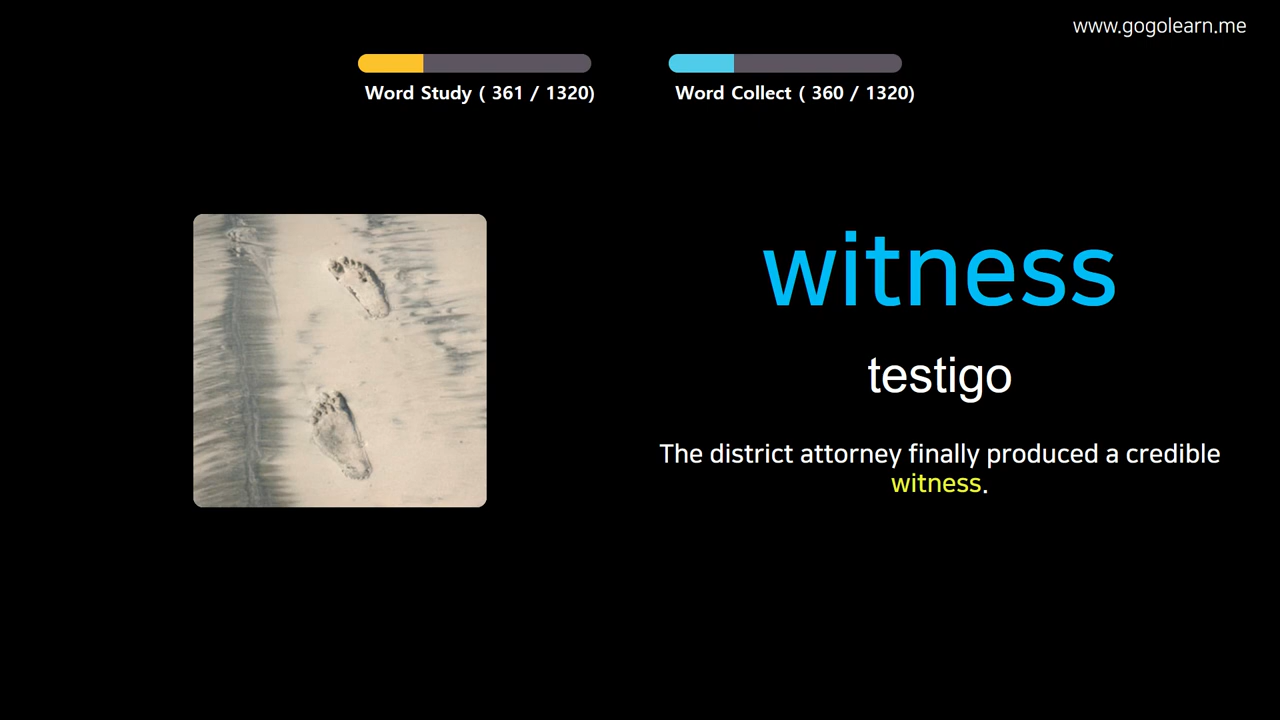 www.gogolearn.me
Word Study ( 361 / 1320)
Word Collect ( 360 / 1320)
witness
testigo
The district attorney finally produced a credible
witness.